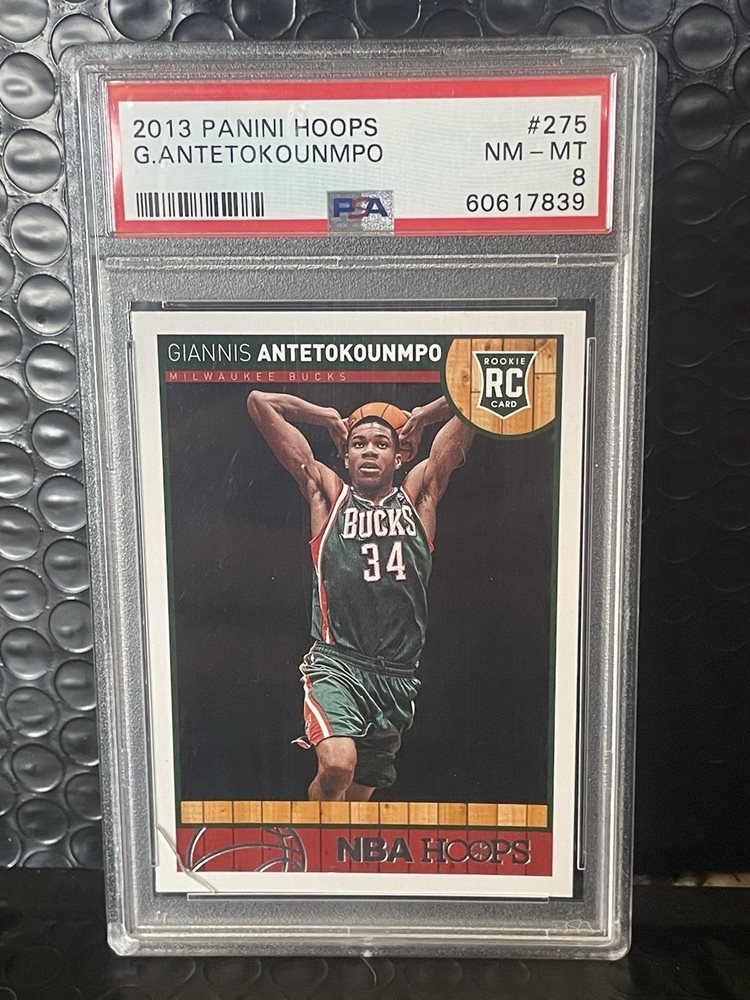 2013 PANINI HOOPS #275
G.ANTETOKOUNMPO NM - MT
8
PSA 60617839
GIANNIS ANTETOKOUNMPO
MILWAUKEE BUCKS
ROOKIE
RC
CARD
BUCKS
34
NBA HOOPS